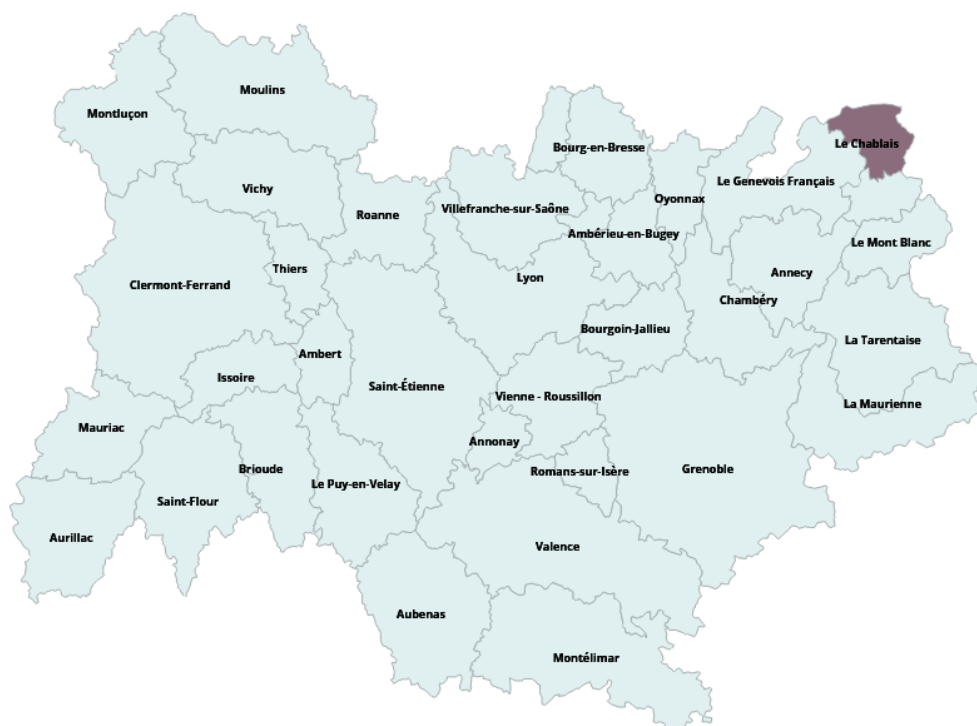 Moulins
Montluçon
Le Chablais
Bourg-en-Bresse
Le Genevois Français
Vichy
Oyonnax
Villefranche-sur-Saône
Roanne
Ambérieu-en-Bugey
Le Mont Blanc
Thiers
Annecy
Lyon
Clermont-Ferrand
Chambéry
Bourgoin-Jallieu
La Tarentaise
Ambert
Issoire
Saint-Étienne
Vienne - Roussillon
La Maurienne
Mauriac
Annonay
Brioude
Grenoble
Romans-sur-Isère
Le Puy-en-Velay
Saint-Flour
Aurillac
Valence
Aubenas
Montélimar